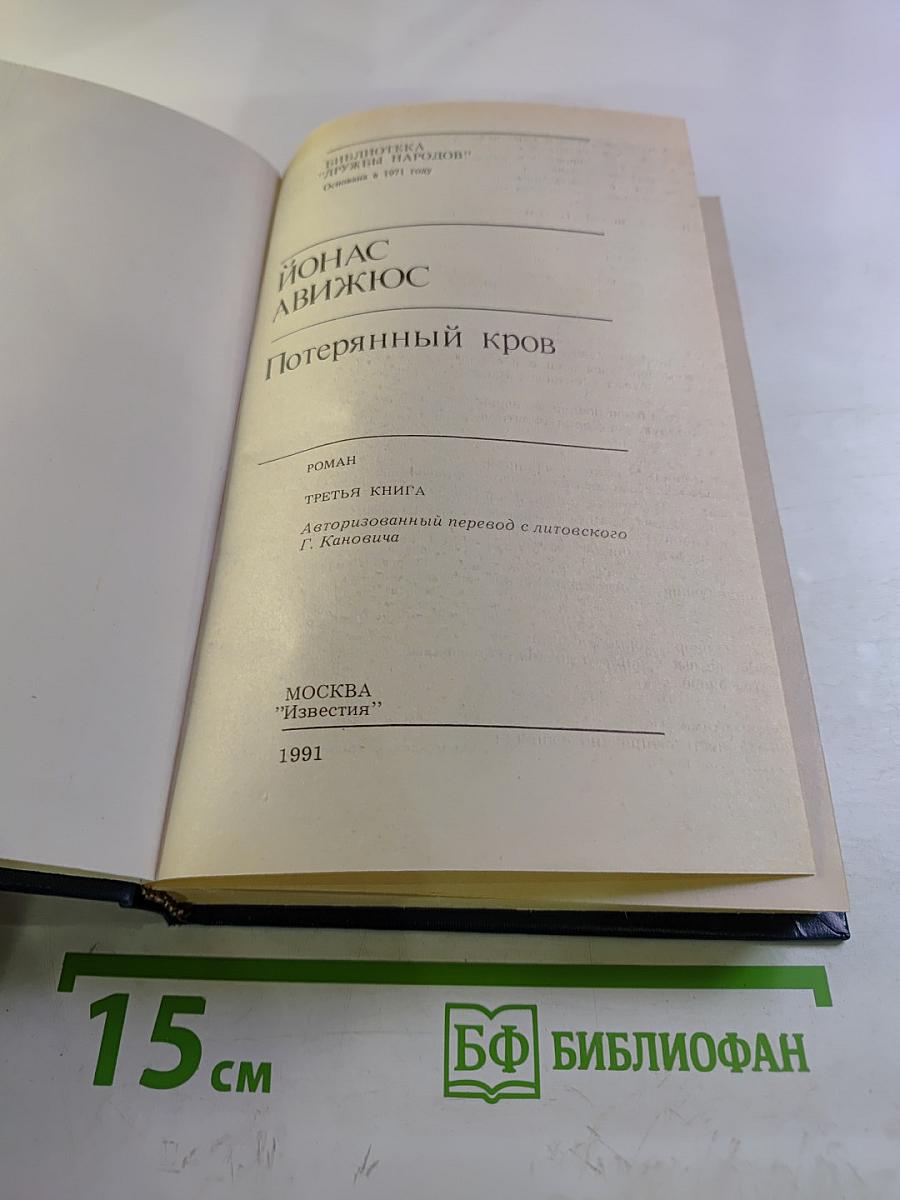 БИБЛИОТЕКА
"ДРУЖБЫ НАРОДОВ"
Основана в 1971 году
ЙОНАС
АВИЖЮС
Потерянный кров
РОМАН
ТРЕТЬЯ КНИГА
Авторизованный перевод с литовского
Г. Кановича
МОСКВА
"Известия"
1991
15 см
БФ БИБЛИОФАН